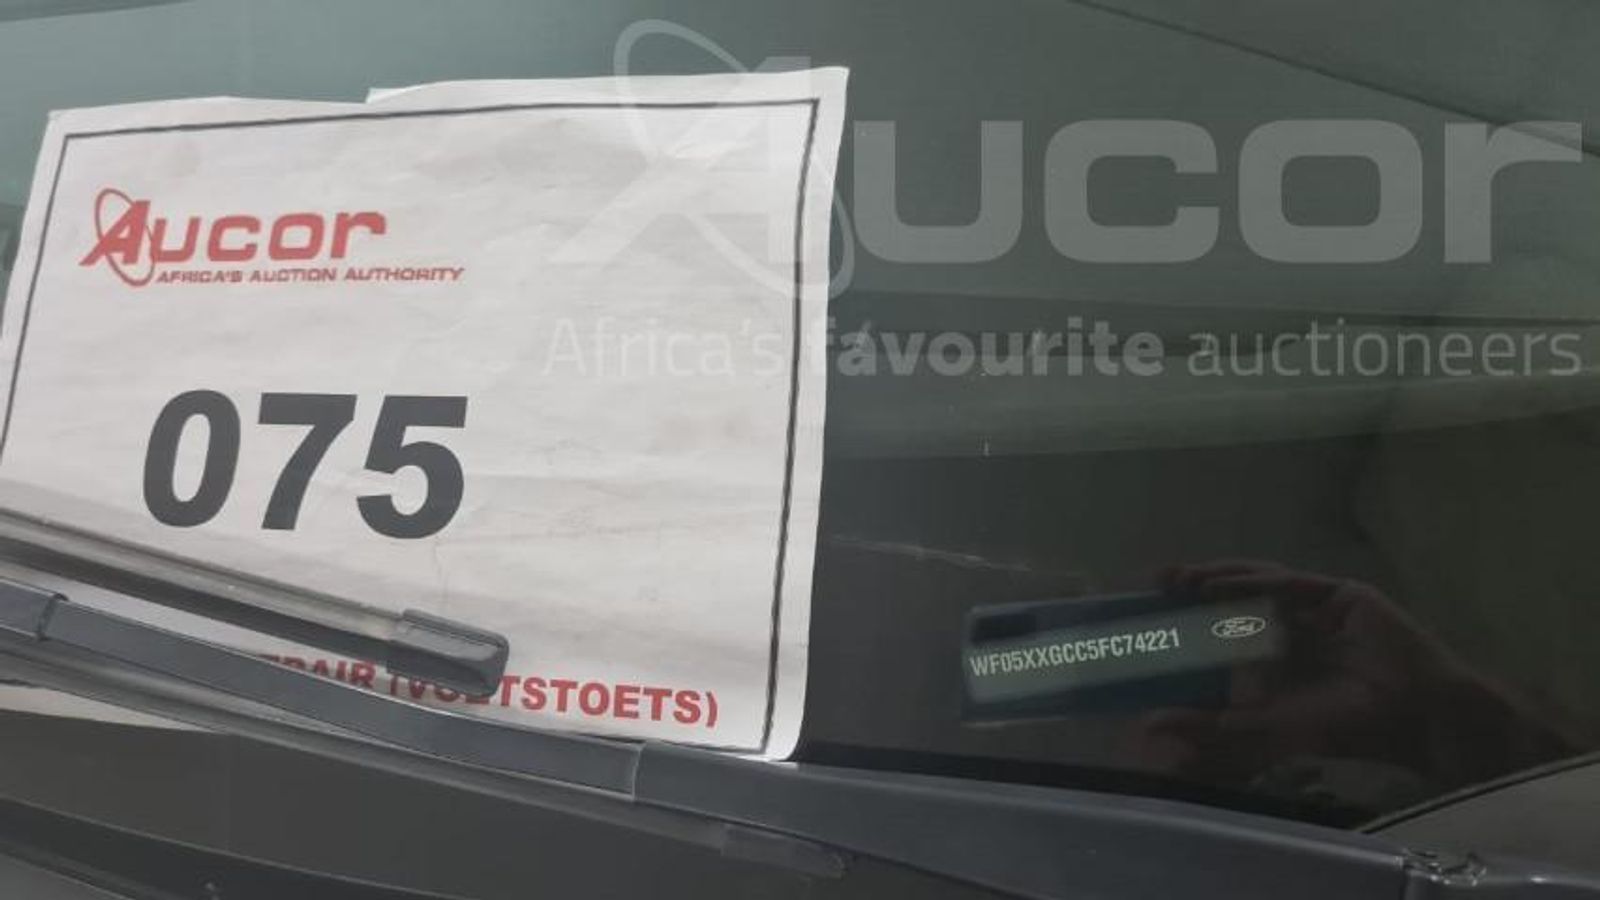 Aucor
AFRICA'S AUCTION AUTHORITY
075
(VOETSTOETS)
Aucor
Africa's favourite auctioneers
WF05XXGCC5FC74221
Ford